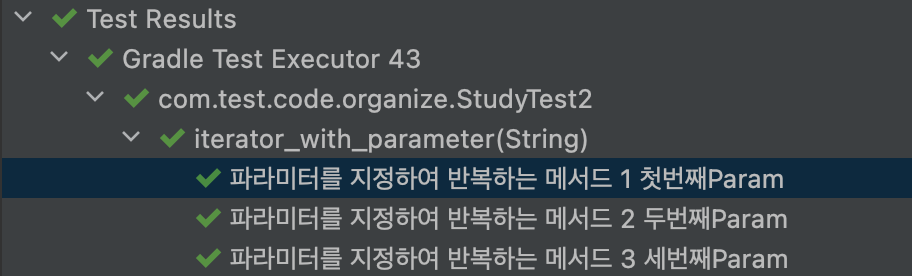 Test Results
Gradle Test Executor 43
com.test.code.organize.StudyTest2
iterator_with_parameter(String)
파라미터를 지정하여 반복하는 메서드 1 첫번째Param
파라미터를 지정하여 반복하는 메서드 2 두번째Param
파라미터를 지정하여 반복하는 메서드 3 세번째Param